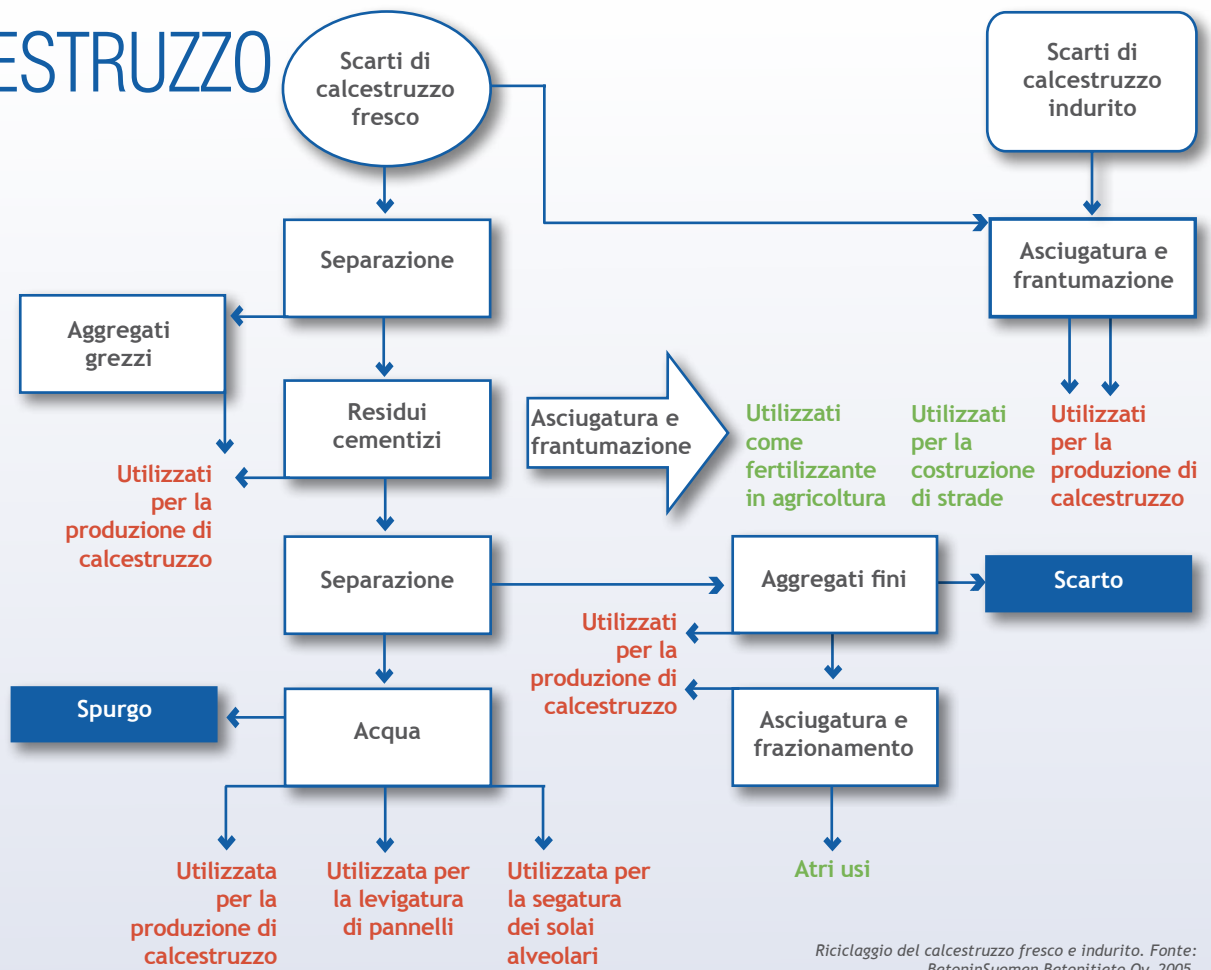 ESTRUZZO
Scarti di
calcestruzzo
fresco
Scarti di
calcestruzzo
indurito
Separazione
Asciugatura e
frantumazione
Aggregati
grezzi
Residui
cementizi
Asciugatura e
frantumazione
Utilizzati
come
fertilizzante
in agricoltura
Utilizzati
per la
costruzione
di strade
Utilizzati
per la
produzione di
calcestruzzo
Utilizzati
per la
produzione di
calcestruzzo
Separazione
Aggregati fini
Scarto
Utilizzati
per la
produzione di
calcestruzzo
Spurgo
Acqua
Asciugatura e
frazionamento
Utilizzata
per la
produzione di
calcestruzzo
Utilizzata per
la levigatura
di pannelli
Utilizzata per
la segatura
dei solai
alveolari
Atri usi
Riciclaggio del calcestruzzo fresco e indurito. Fonte:
BetoninSuomen Betonitieto Oy, 2005.